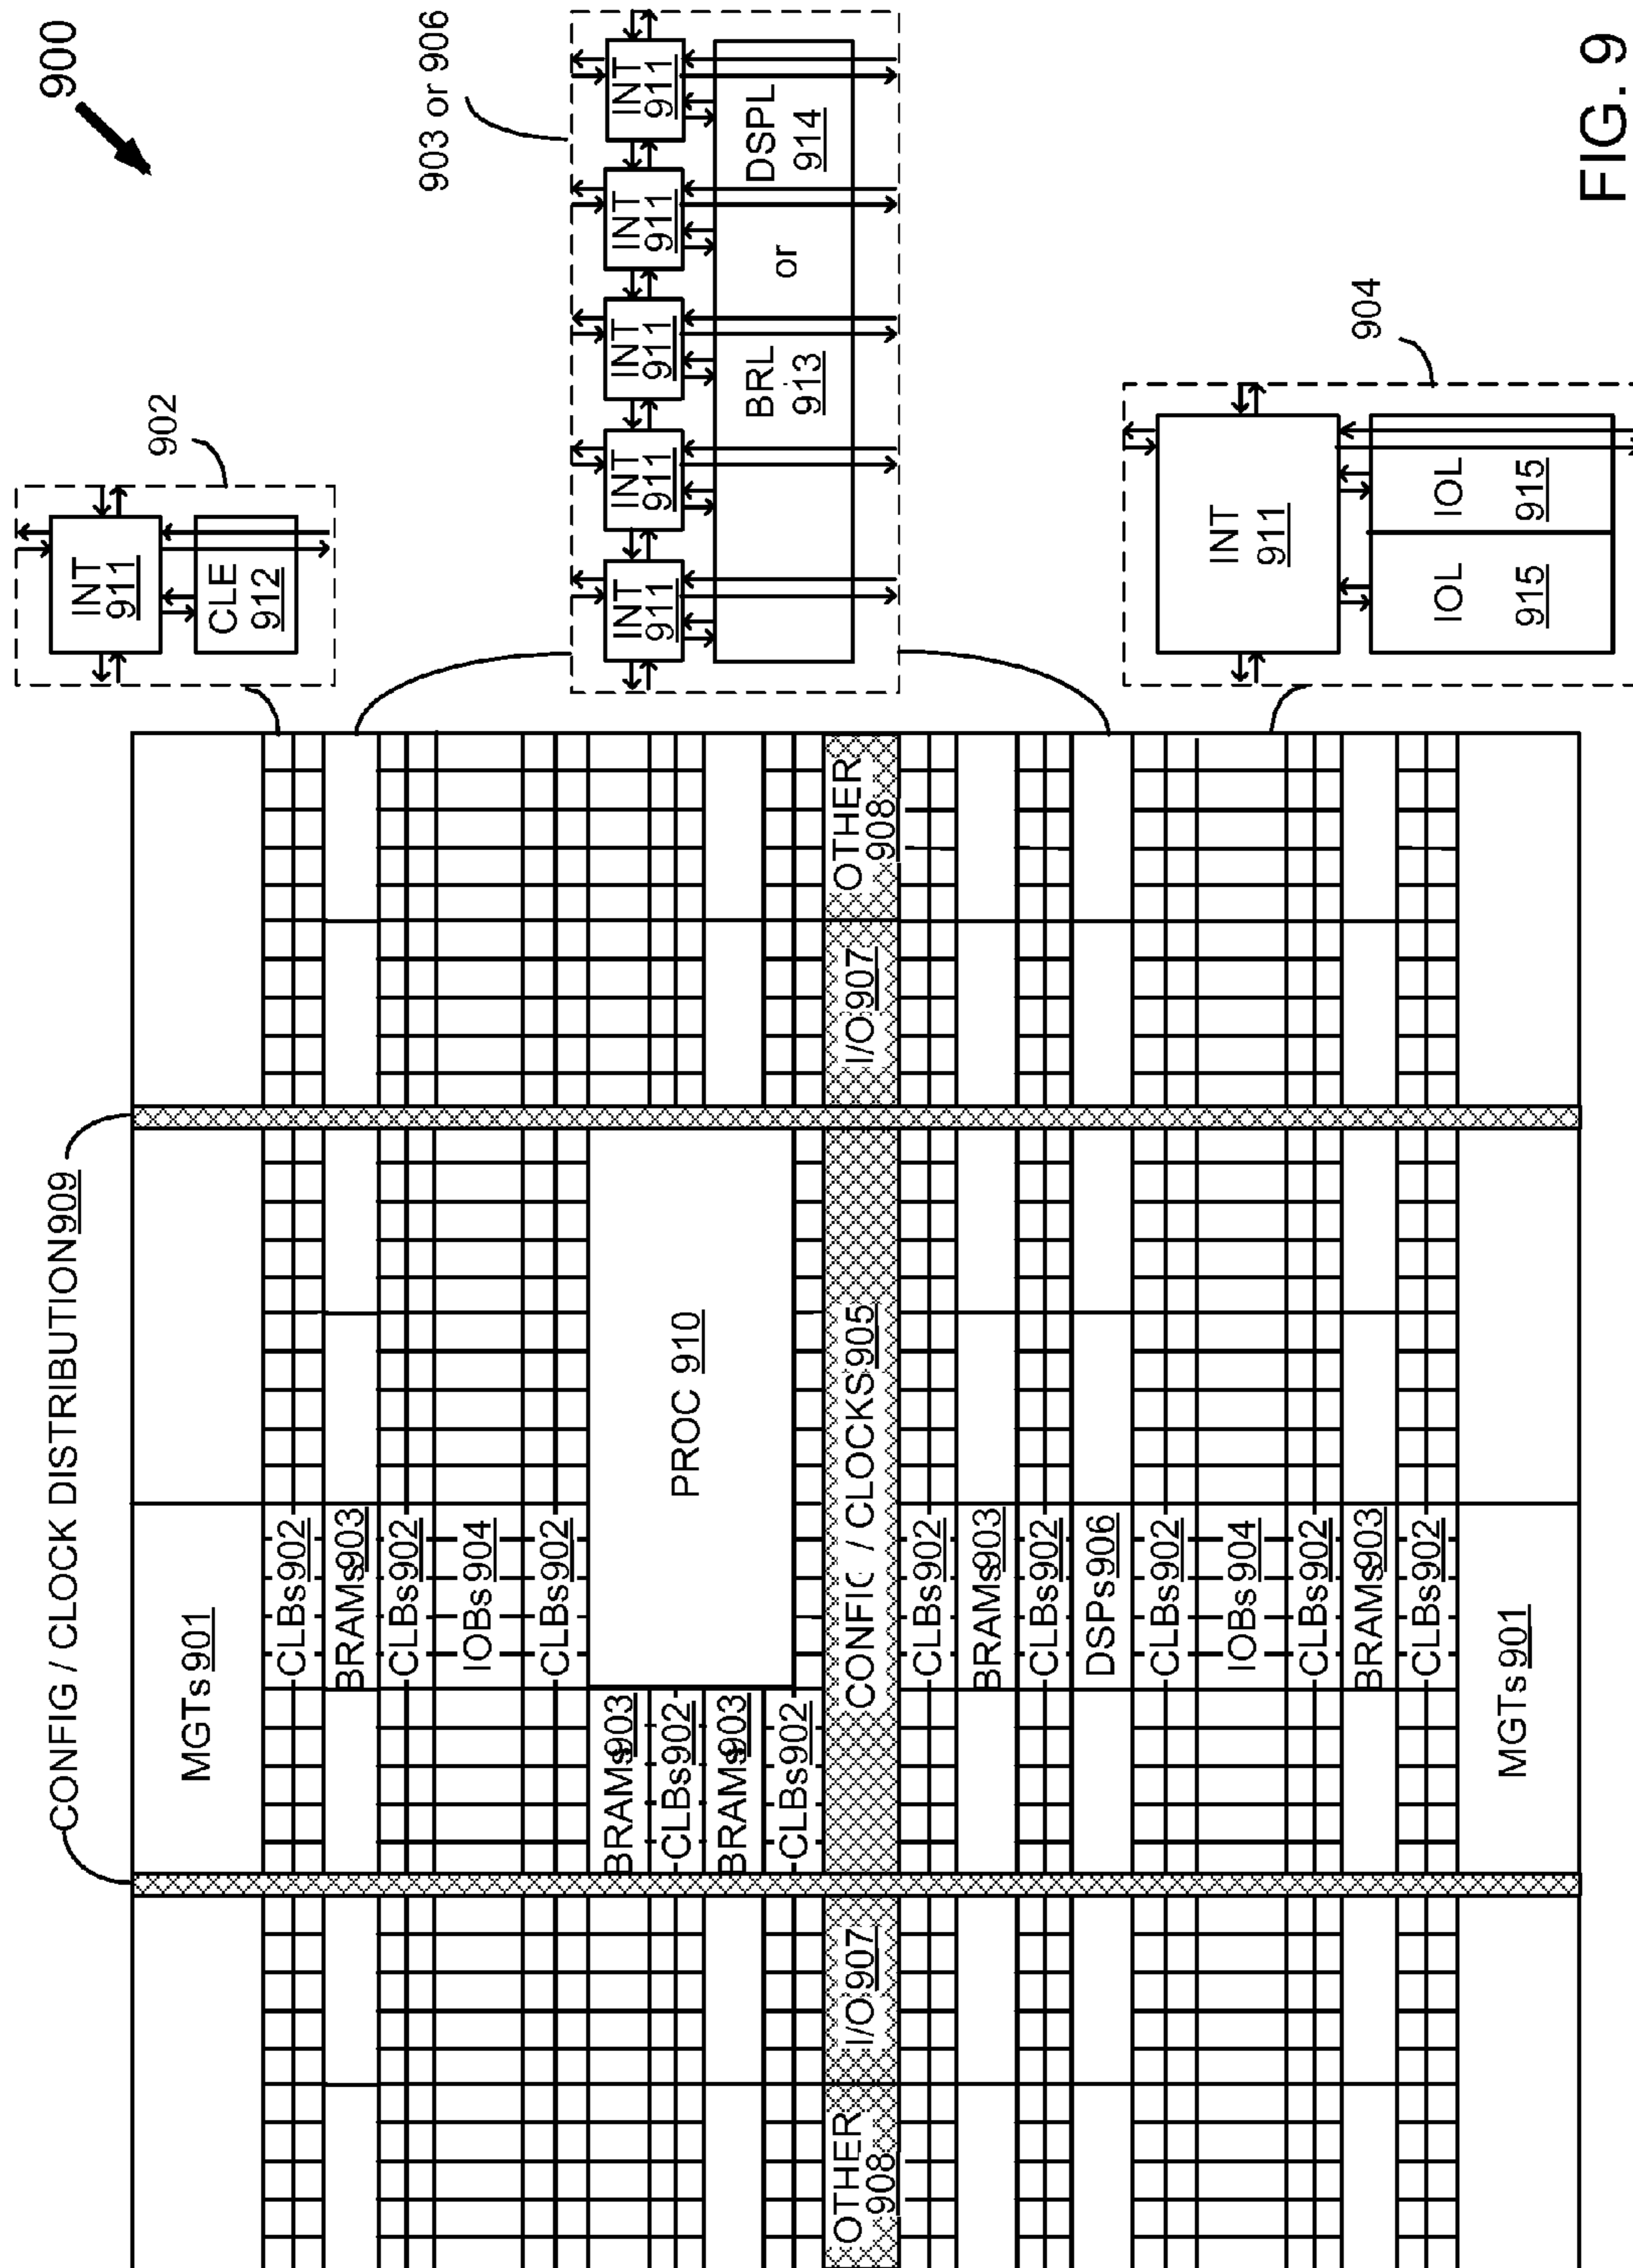 900
CONFIG / CLOCK DISTRIBUTION 909
MGTs 901
CLBs 902
BRAMs 903
CLBs 902
IOBs 904
CLBs 902
BRAMs 903
CLBs 902
BRAMs 903
CLBs 902
PROC 910
OTHER
908
I/O 907
CONFIG / CLOCKS 905
I/O 907
OTHER
908
CLBs 902
BRAMs 903
CLBs 902
DSPs 906
CLBs 902
IOBs 904
CLBs 902
BRAMs 903
CLBs 902
MGTs 901
902
INT
911
CLE
912
903 or 906
INT
911
INT
911
INT
911
INT
911
INT
911
BRL
913
or
DSPL
914
904
INT
911
IOL
915
IOL
915
FIG. 9